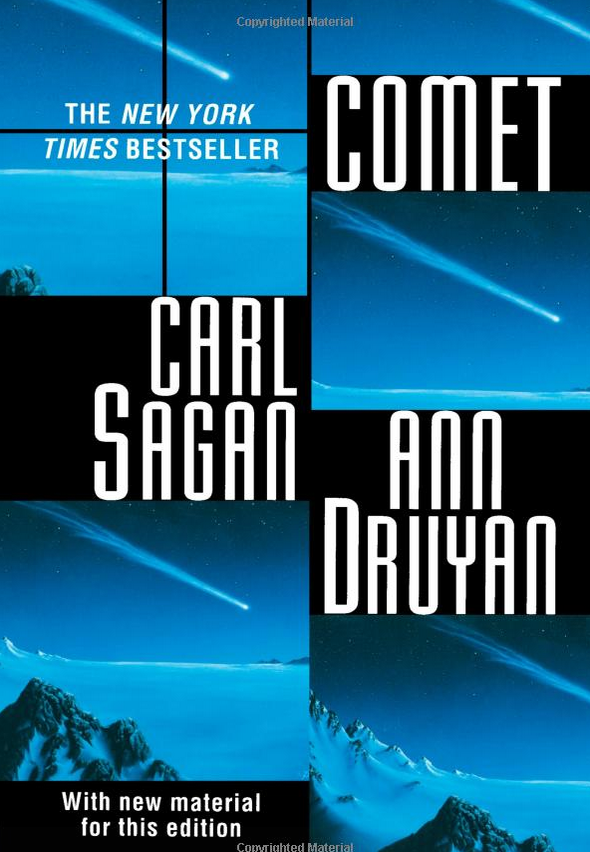 Copyrighted Material
THE NEW YORK
TIMES BESTSELLER
COMET
CARL
SAGAN
ANN
DRUYAN
With new material
for this edition
Copyrighted Material